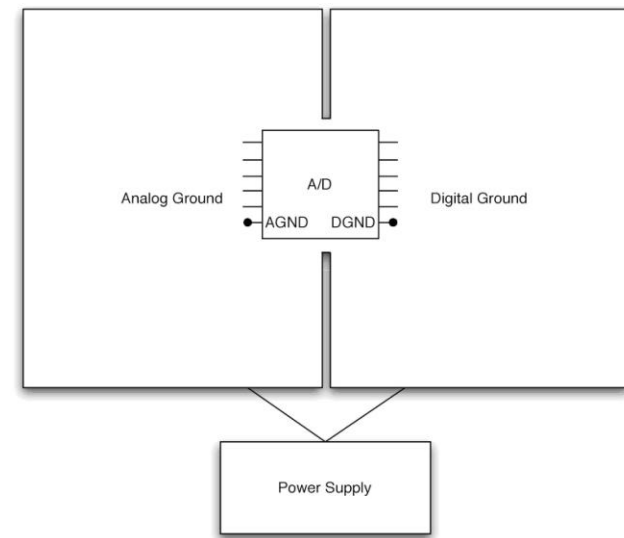 A/D
Analog Ground
Digital Ground
AGND DGND
Power Supply